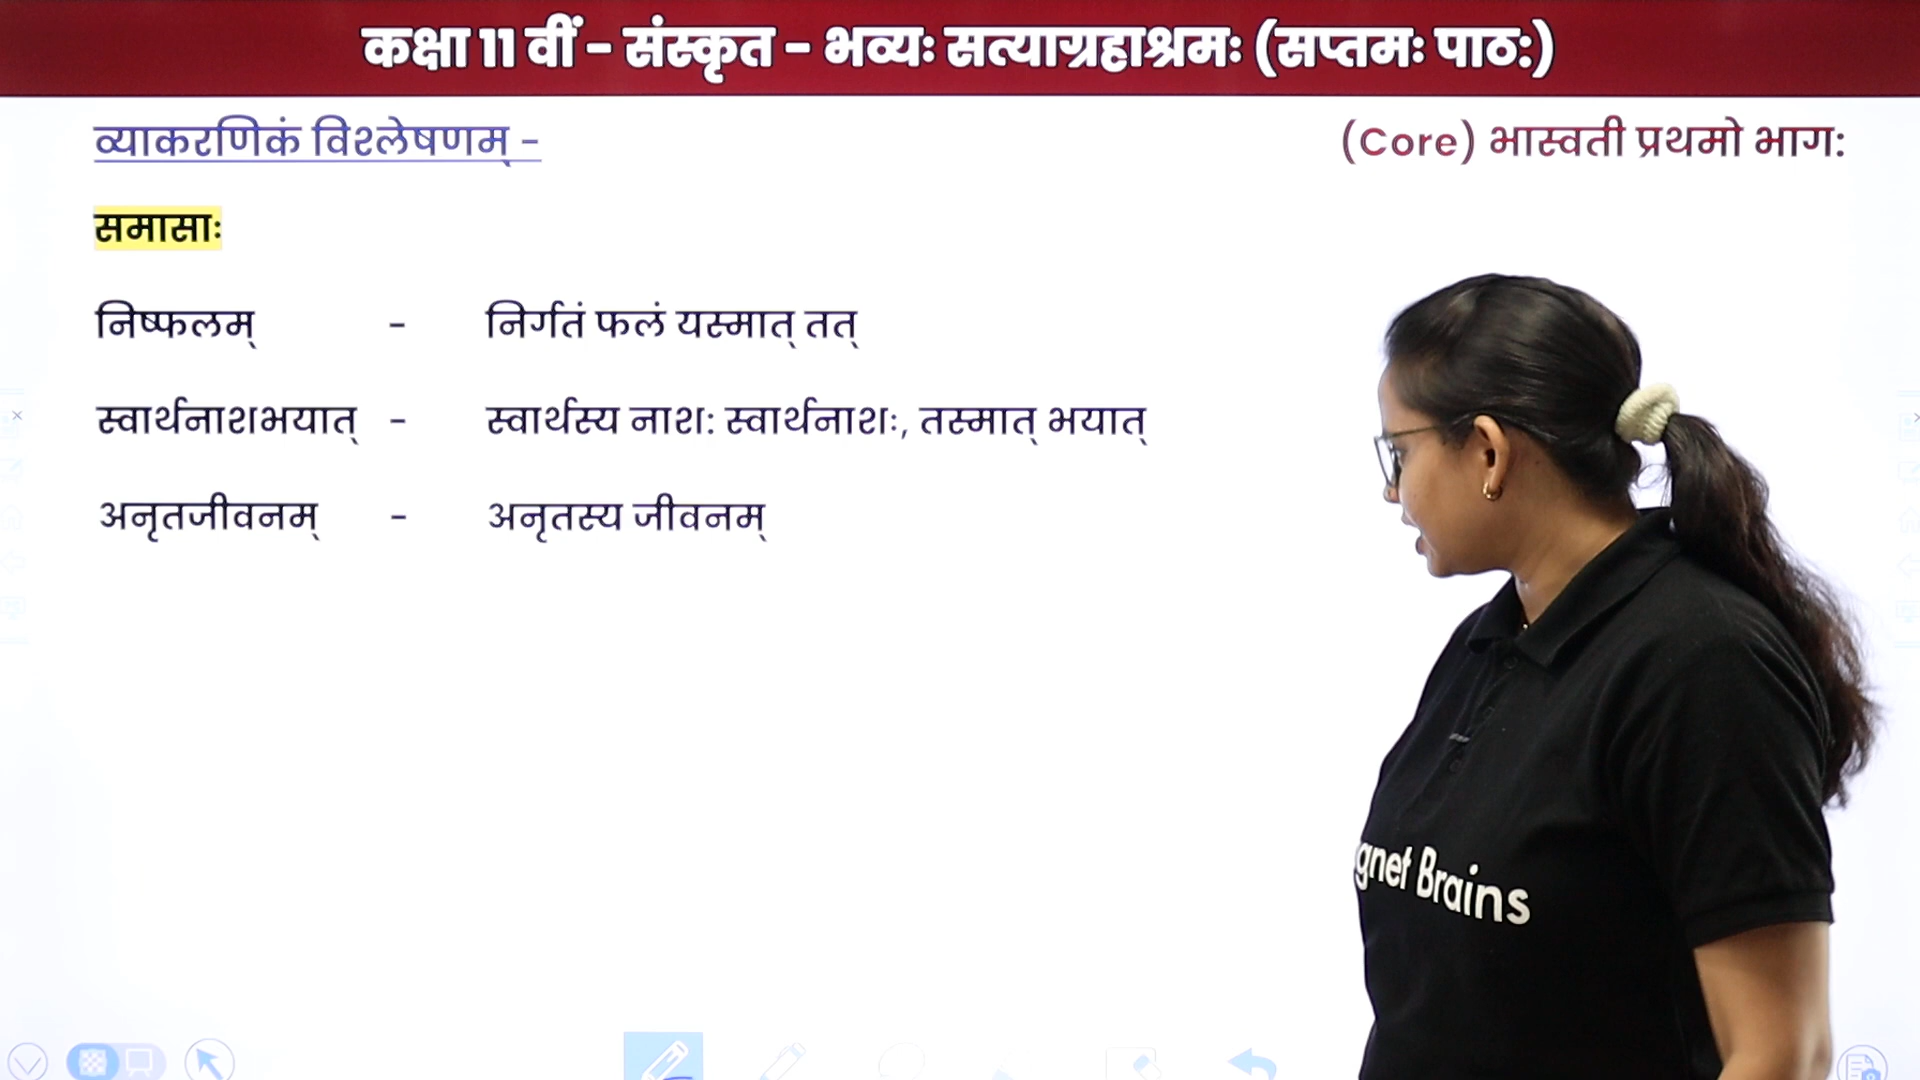 कक्षा 11 वीं - संस्कृत - भव्यः सत्याग्रहाश्रमः (सप्तमः पाठ:)
व्याकरणिकं विश्लेषणम् -
(Core) भास्वती प्रथमो भाग:
समासाः
निष्फलम् - निर्गतं फलं यस्मात् तत्
स्वार्थनाशभयात् - स्वार्थस्य नाश: स्वार्थनाशः, तस्मात् भयात्
अनृतजीवनम् - अनृतस्य जीवनम्
gnet Brains